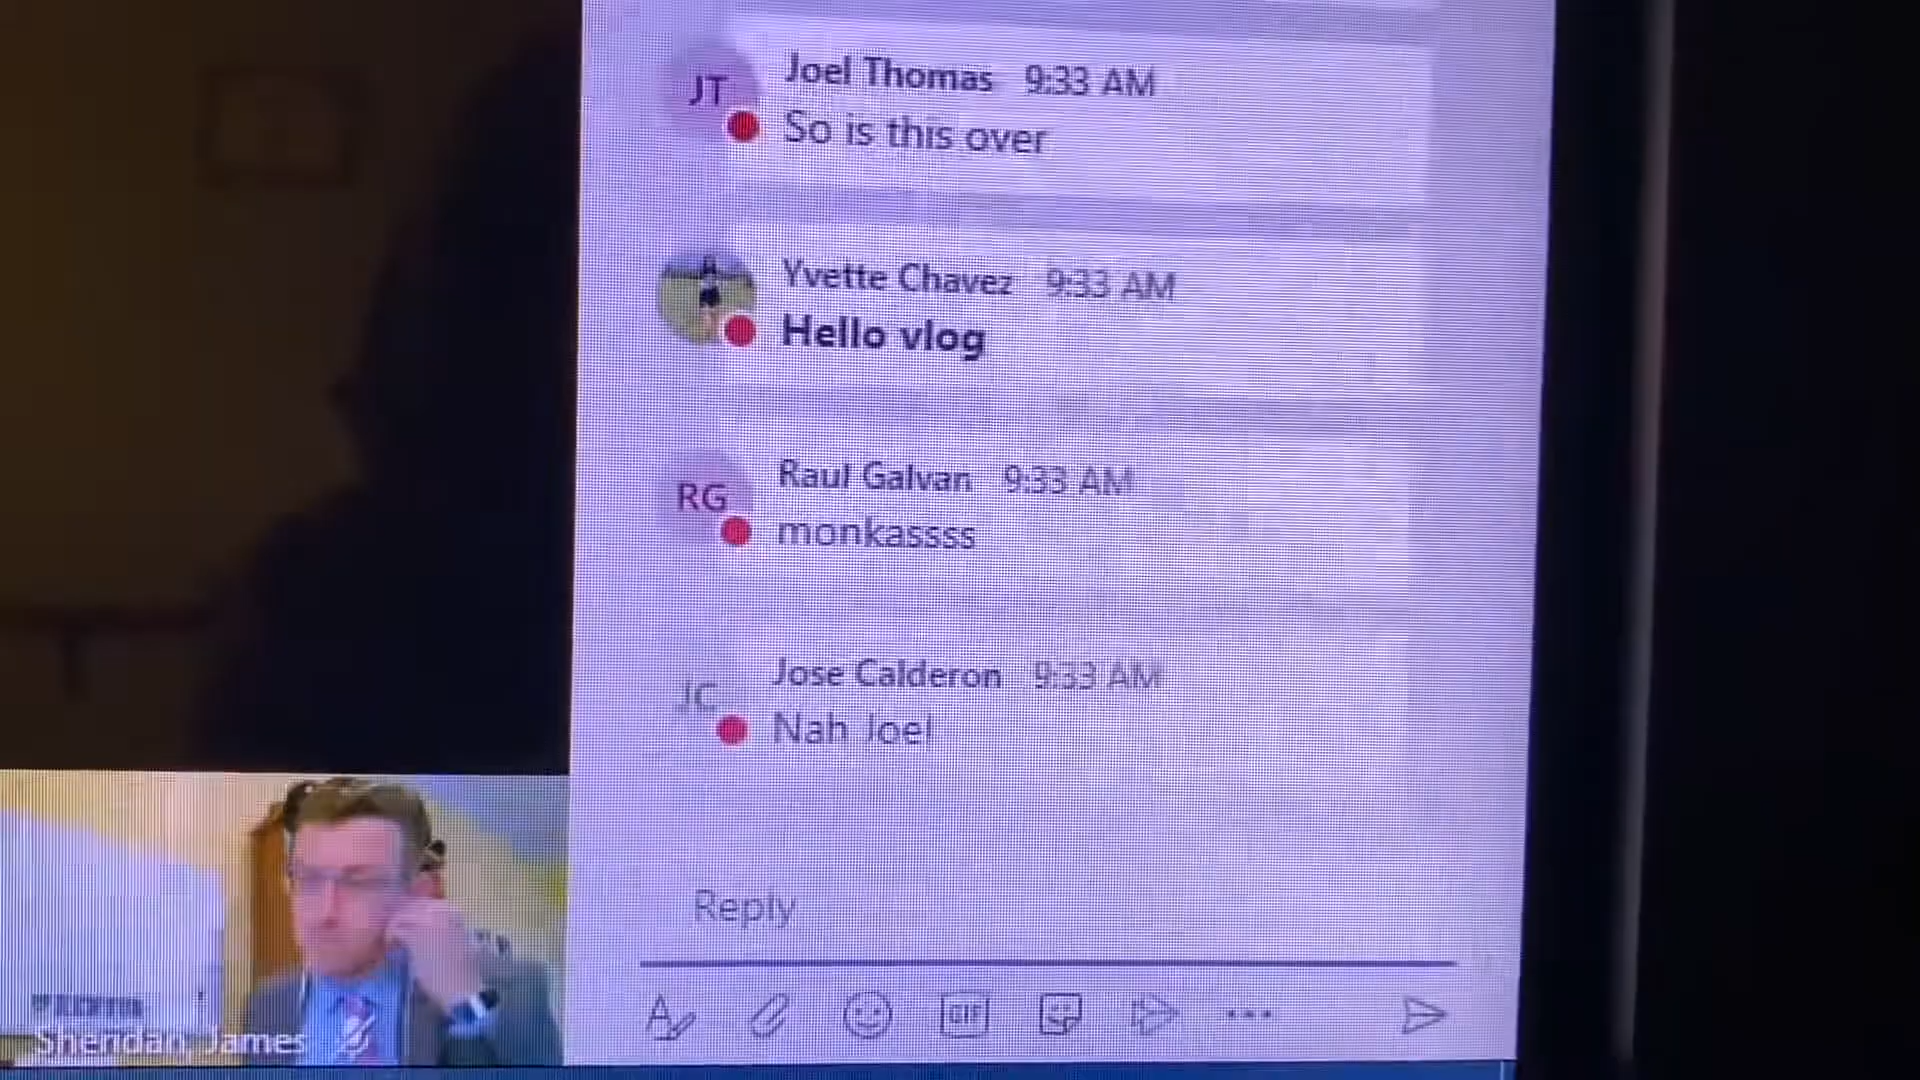 JT
Joel Thomas 9:33 AM
So is this over
Yvette Chavez 9:33 AM
Hello vlog
RG
Raul Galvan 9:33 AM
monkassss
JC
Jose Calderon 9:33 AM
Nah Joel
Reply
GIF
Sheridan, James